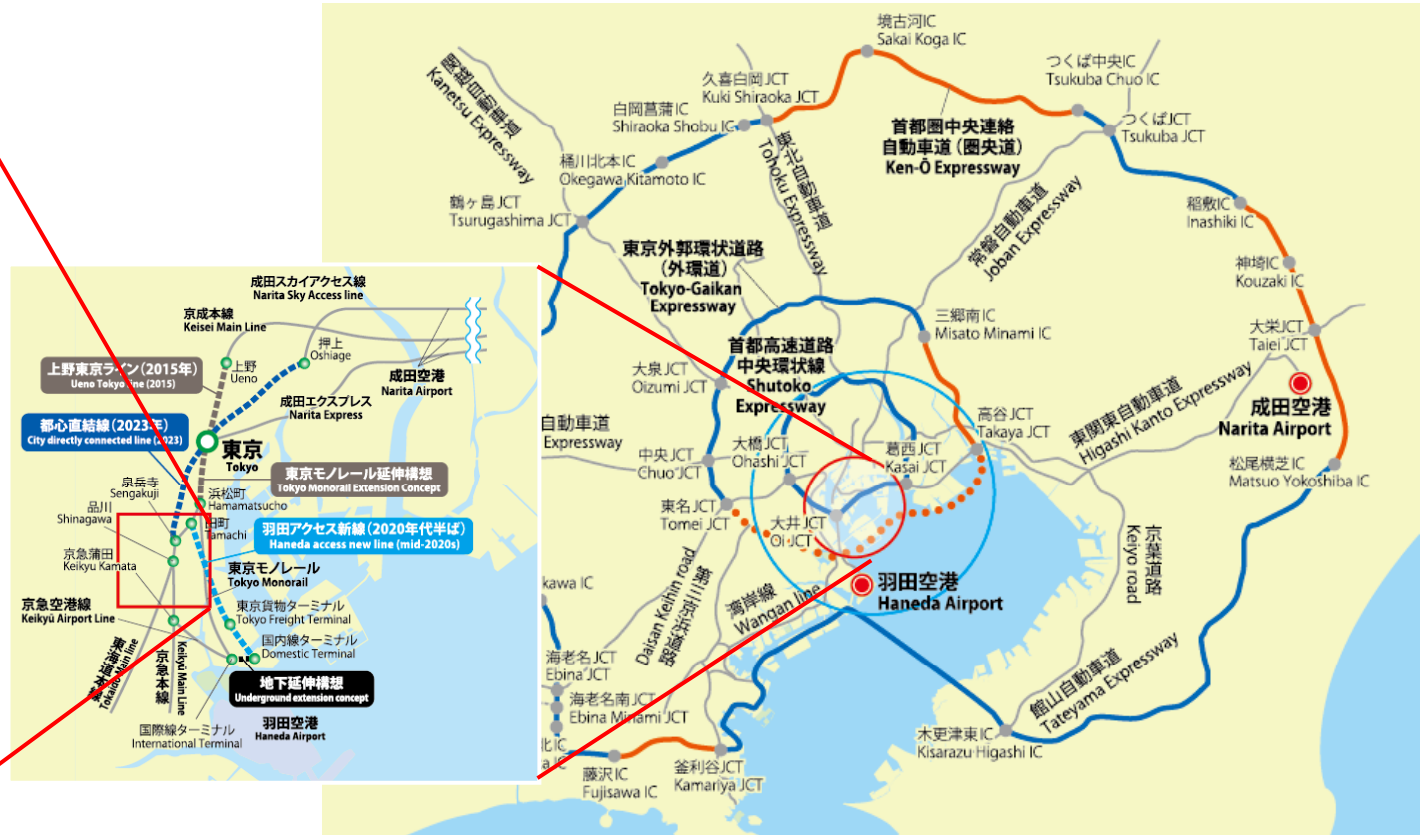 境古河IC
Sakai Koga IC
つくば中央IC
Tsukuba Chuo IC
関越自動車道
Kanetsu Expressway
久喜白岡JCT
Kuki Shiraoka JCT
白岡菖蒲IC
Shiraoka Shobu IC
首都圏中央連絡
自動車道(圏央道)
Ken-Ō Expressway
つくばJCT
Tsukuba JCT
桶川北本IC
Okegawa Kitamoto IC
東北自動車道
Tohoku Expressway
鶴ヶ島JCT
Tsurugashima JCT
常磐自動車道
Joban Expressway
稲敷IC
Inashiki IC
東京外郭環状道路
(外環道)
Tokyo-Gaikan
Expressway
神埼IC
Kouzaki IC
三郷南IC
Misato Minami IC
大栄JCT
Taiei JCT
首都高速道路
中央環状線
Shutoko
Expressway
大泉JCT
Oizumi JCT
成田空港
Narita Airport
東関東自動車道
Higashi Kanto Expressway
高谷JCT
Takaya JCT
自動車道
Expressway
大橋JCT
Ohashi JCT
葛西JCT
Kasai JCT
中央JCT
Chuo JCT
松尾横芝IC
Matsuo Yokoshiba IC
東名JCT
Tomei JCT
大井JCT
Oi JCT
京葉道路
Keiyo road
羽田空港
Haneda Airport
kawa IC
Daisan Keihin road
湾岸線
Wangan line
海老名JCT
Ebina JCT
海老名南JCT
Ebina Minami JCT
館山自動車道
Tateyama Expressway
木更津東IC
Kisarazu Higashi IC
北IC
a IC
藤沢IC
Fujisawa IC
釜利谷JCT
Kamariya JCT
成田スカイアクセス線
Narita Sky Access line
京成本線
Keisei Main Line
押上
Oshiage
上野
Ueno
上野東京ライン(2015年)
Ueno Tokyo line (2015)
成田空港
Narita Airport
成田エクスプレス
Narita Express
都心直結線(2023年)
City directly connected line (2023)
東京
Tokyo
東京モノレール延伸構想
Tokyo Monorail Extension Concept
泉岳寺
Sengakuji
浜松町
Hamamatsucho
品川
Shinagawa
田町
Tamachi
羽田アクセス新線(2020年代半ば)
Haneda access new line (mid-2020s)
京急蒲田
Keikyu Kamata
東京モノレール
Tokyo Monorail
京急空港線
Keikyū Airport Line
東京貨物ターミナル
Tokyo Freight Terminal
国内線ターミナル
Domestic Terminal
東海道本線
Tokaido Main line
京急本線
Keikyū Main Line
地下延伸構想
Underground extension concept
国際線ターミナル
International Terminal
羽田空港
Haneda Airport